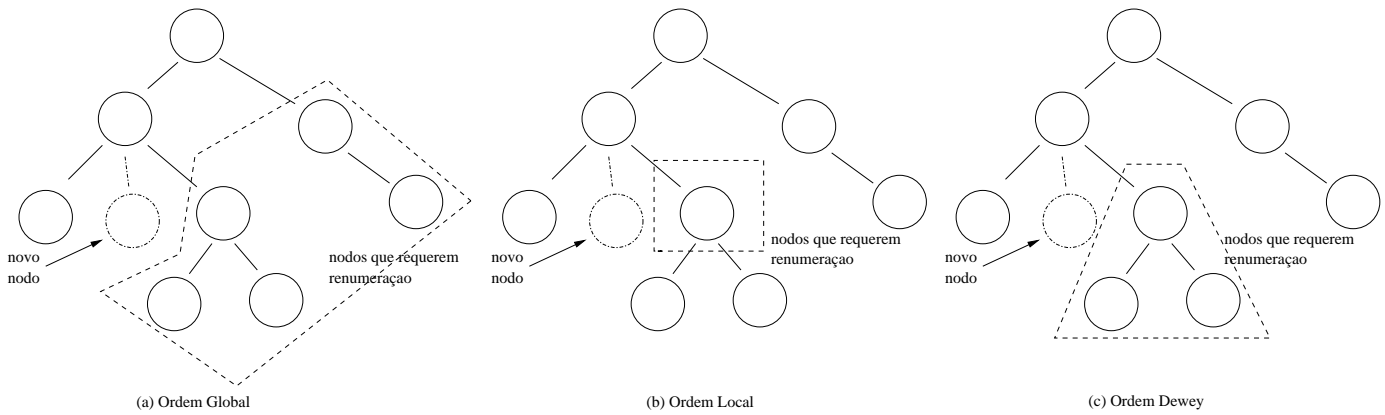 novo
nodo
nodos que requerem
renumeraçao
(a) Ordem Global
novo
nodo
nodos que requerem
renumeraçao
(b) Ordem Local
novo
nodo
nodos que requerem
renumeraçao
(c) Ordem Dewey